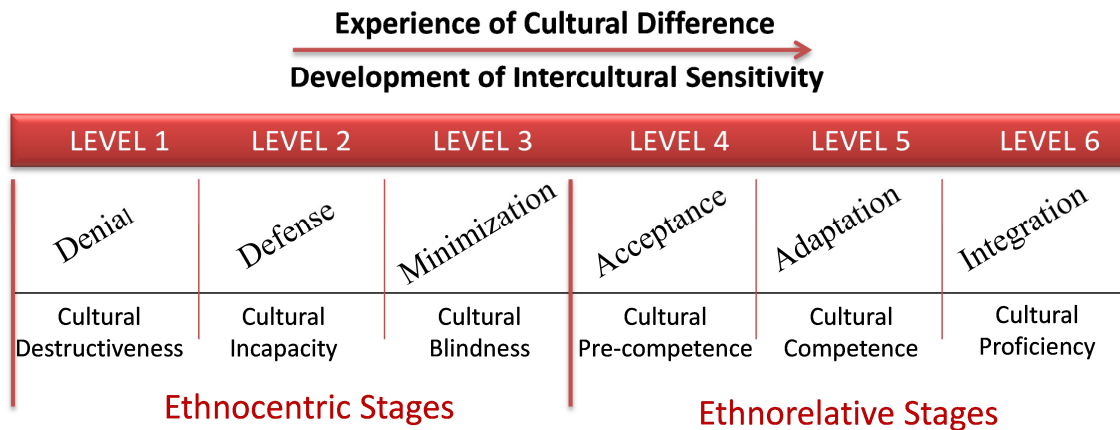 Experience of Cultural Difference
Development of Intercultural Sensitivity
LEVEL 1 LEVEL 2 LEVEL 3 LEVEL 4 LEVEL 5 LEVEL 6
Denial Defense Minimization Acceptance Adaptation Integration
Cultural Cultural Cultural Cultural Cultural Cultural
Destructiveness Incapacity Blindness Pre-competence Competence Proficiency
Ethnocentric Stages Ethnorelative Stages